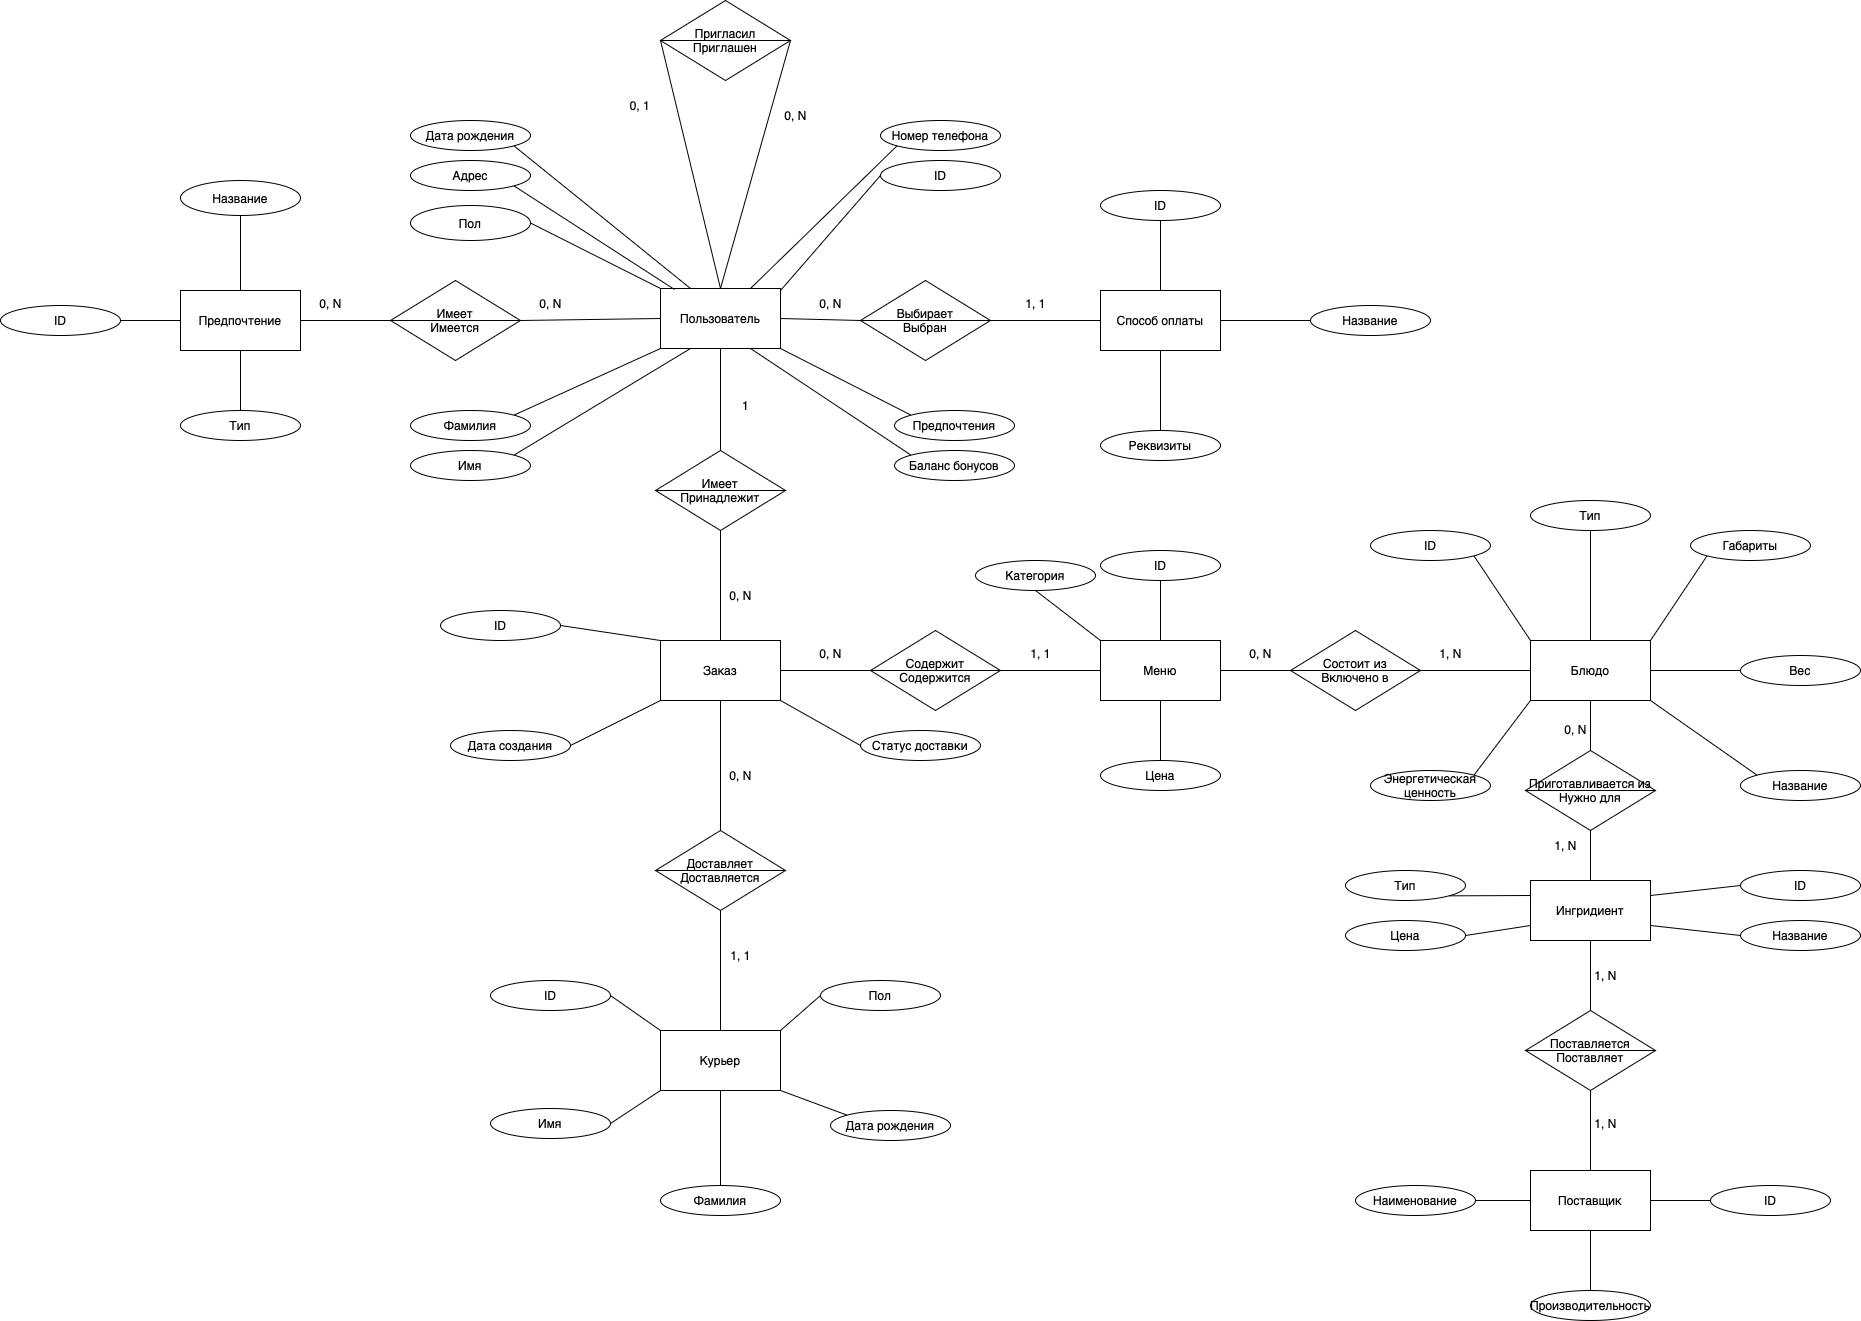 Пригласил
Приглашен
0, 1
0, N
Дата рождения
Номер телефона
Адрес
ID
Название
Пол
ID
0, N
0, N
0, N
1, 1
ID
Предпочтение
Имеет
Имеется
Пользователь
Выбирает
Выбран
Способ оплаты
Название
1
Тип
Фамилия
Предпочтения
Реквизиты
Имя
Баланс бонусов
Имеет
Принадлежит
Тип
ID
Габариты
Категория
ID
0, N
ID
0, N
1, 1
0, N
1, N
Заказ
Содержит
Содержится
Меню
Состоит из
Включено в
Блюдо
Вес
0, N
Дата создания
Статус доставки
0, N
Цена
Энергетическая
ценность
Приготавливается из
Нужно для
Название
1, N
Доставляет
Доставляется
Тип
ID
Ингридиент
Цена
Название
1, 1
1, N
ID
Пол
Поставляется
Поставляет
Курьер
Имя
Дата рождения
1, N
Фамилия
Наименование
Поставщик
ID
Производительность